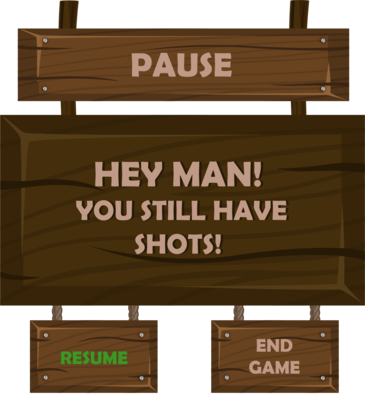 PAUSE
HEY MAN!
YOU STILL HAVE
SHOTS!
RESUME
END
GAME